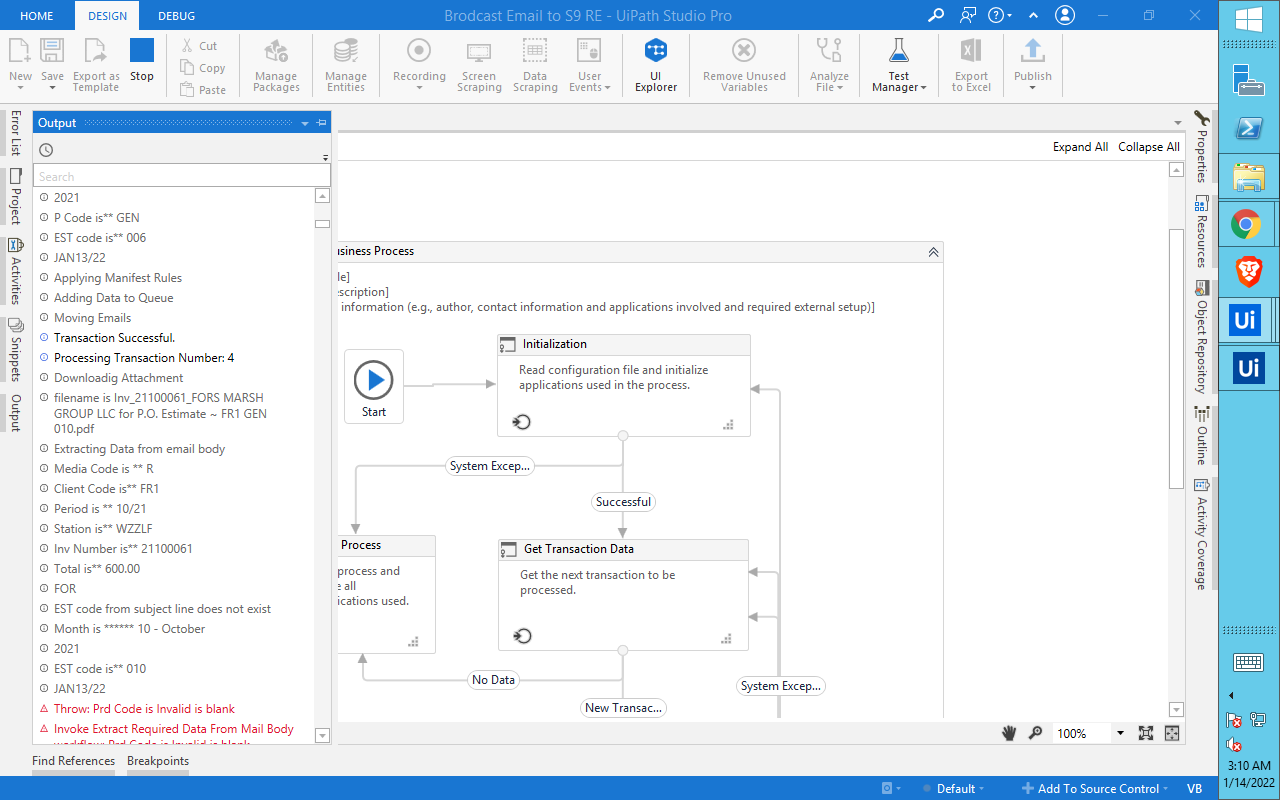 HOME DESIGN DEBUG Brodcast Email to S9 RE - UiPath Studio Pro
New Save Export as Template Stop Cut Copy Paste Manage Packages Manage Entities Recording Screen Scraping Data Scraping User Events UI Explorer Remove Unused Variables Analyze File Test Manager Export to Excel Publish
Error List
Project
Activities
Snippets
Output
Output
Search
2021
P Code is** GEN
EST code is** 006
JAN13/22
Applying Manifest Rules
Adding Data to Queue
Moving Emails
Transaction Successful.
Processing Transaction Number: 4
Downloadig Attachment
filename is Inv_21100061_FORS MARSH
GROUP LLC for P.O. Estimate ~ FR1 GEN
010.pdf
Extracting Data from email body
Media Code is ** R
Client Code is** FR1
Period is ** 10/21
Station is** WZZLF
Inv Number is** 21100061
Total is** 600.00
FOR
EST code from subject line does not exist
Month is ****** 10 - October
2021
EST code is** 010
JAN13/22
Throw: Prd Code is Invalid is blank
Invoke Extract Required Data From Mail Body
workflow: Prd Code is Invalid is blank
Find References Breakpoints
Expand All Collapse All
usiness Process
le]
escription]
information (e.g., author, contact information and applications involved and required external setup)]
Start
Initialization
Read configuration file and initialize
applications used in the process.
System Excep...
Successful
Process
process and
e all
ications used.
Get Transaction Data
Get the next transaction to be
processed.
No Data
New Transac...
System Excep...
100%
Properties
Resources
Object Repository
Outline
Activity Coverage
Default Add To Source Control VB
Ui
Ui
3:10 AM
1/14/2022